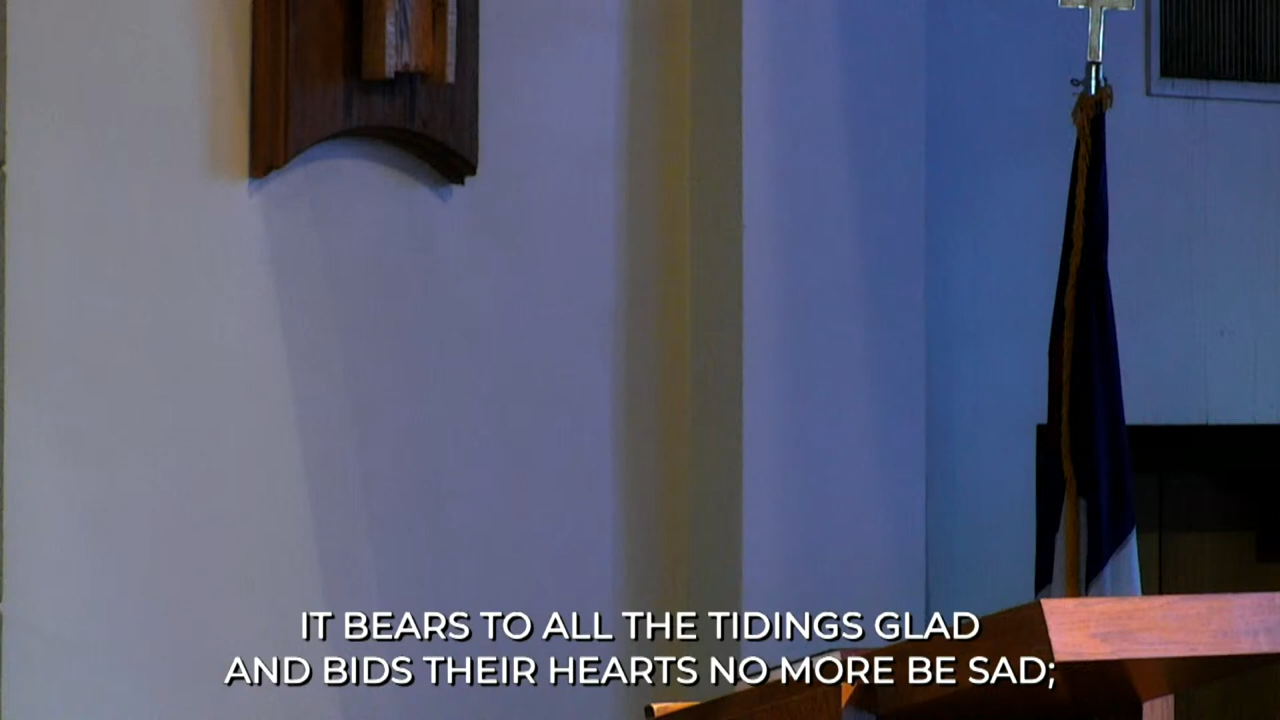 IT BEARS TO ALL THE TIDINGS GLAD
AND BIDS THEIR HEARTS NO MORE BE SAD;